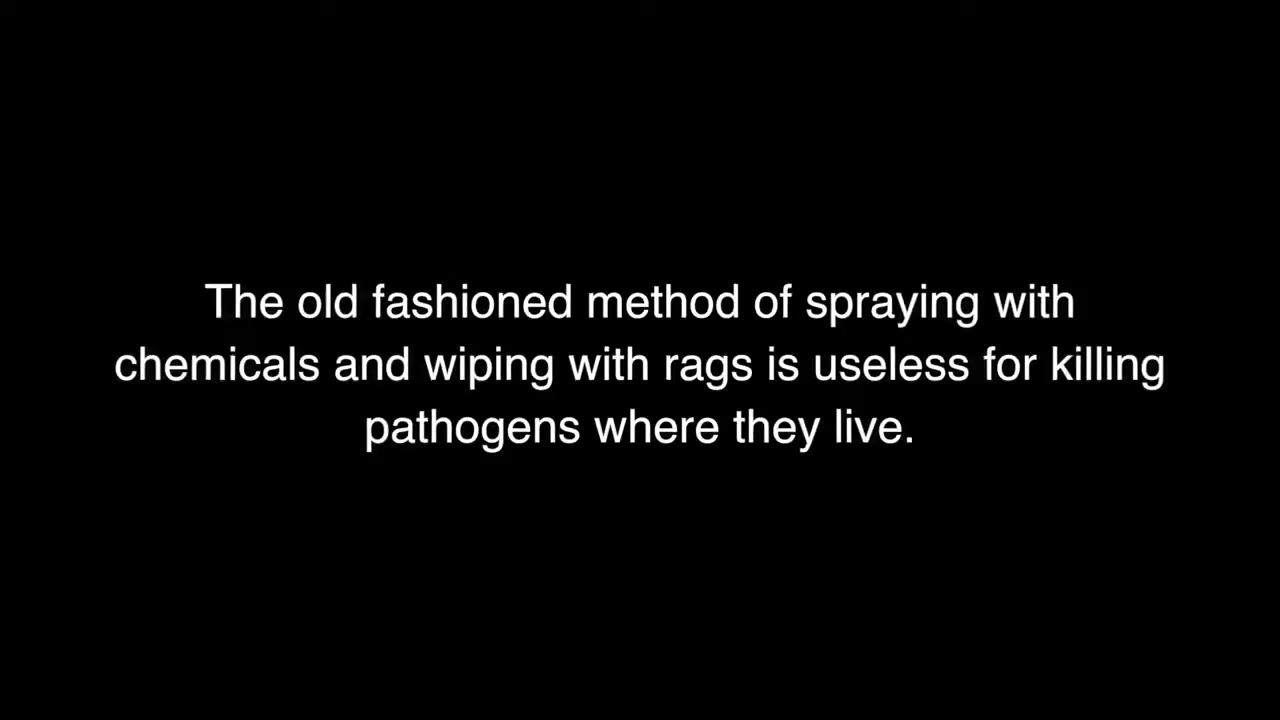 The old fashioned method of spraying with
chemicals and wiping with rags is useless for killing
pathogens where they live.